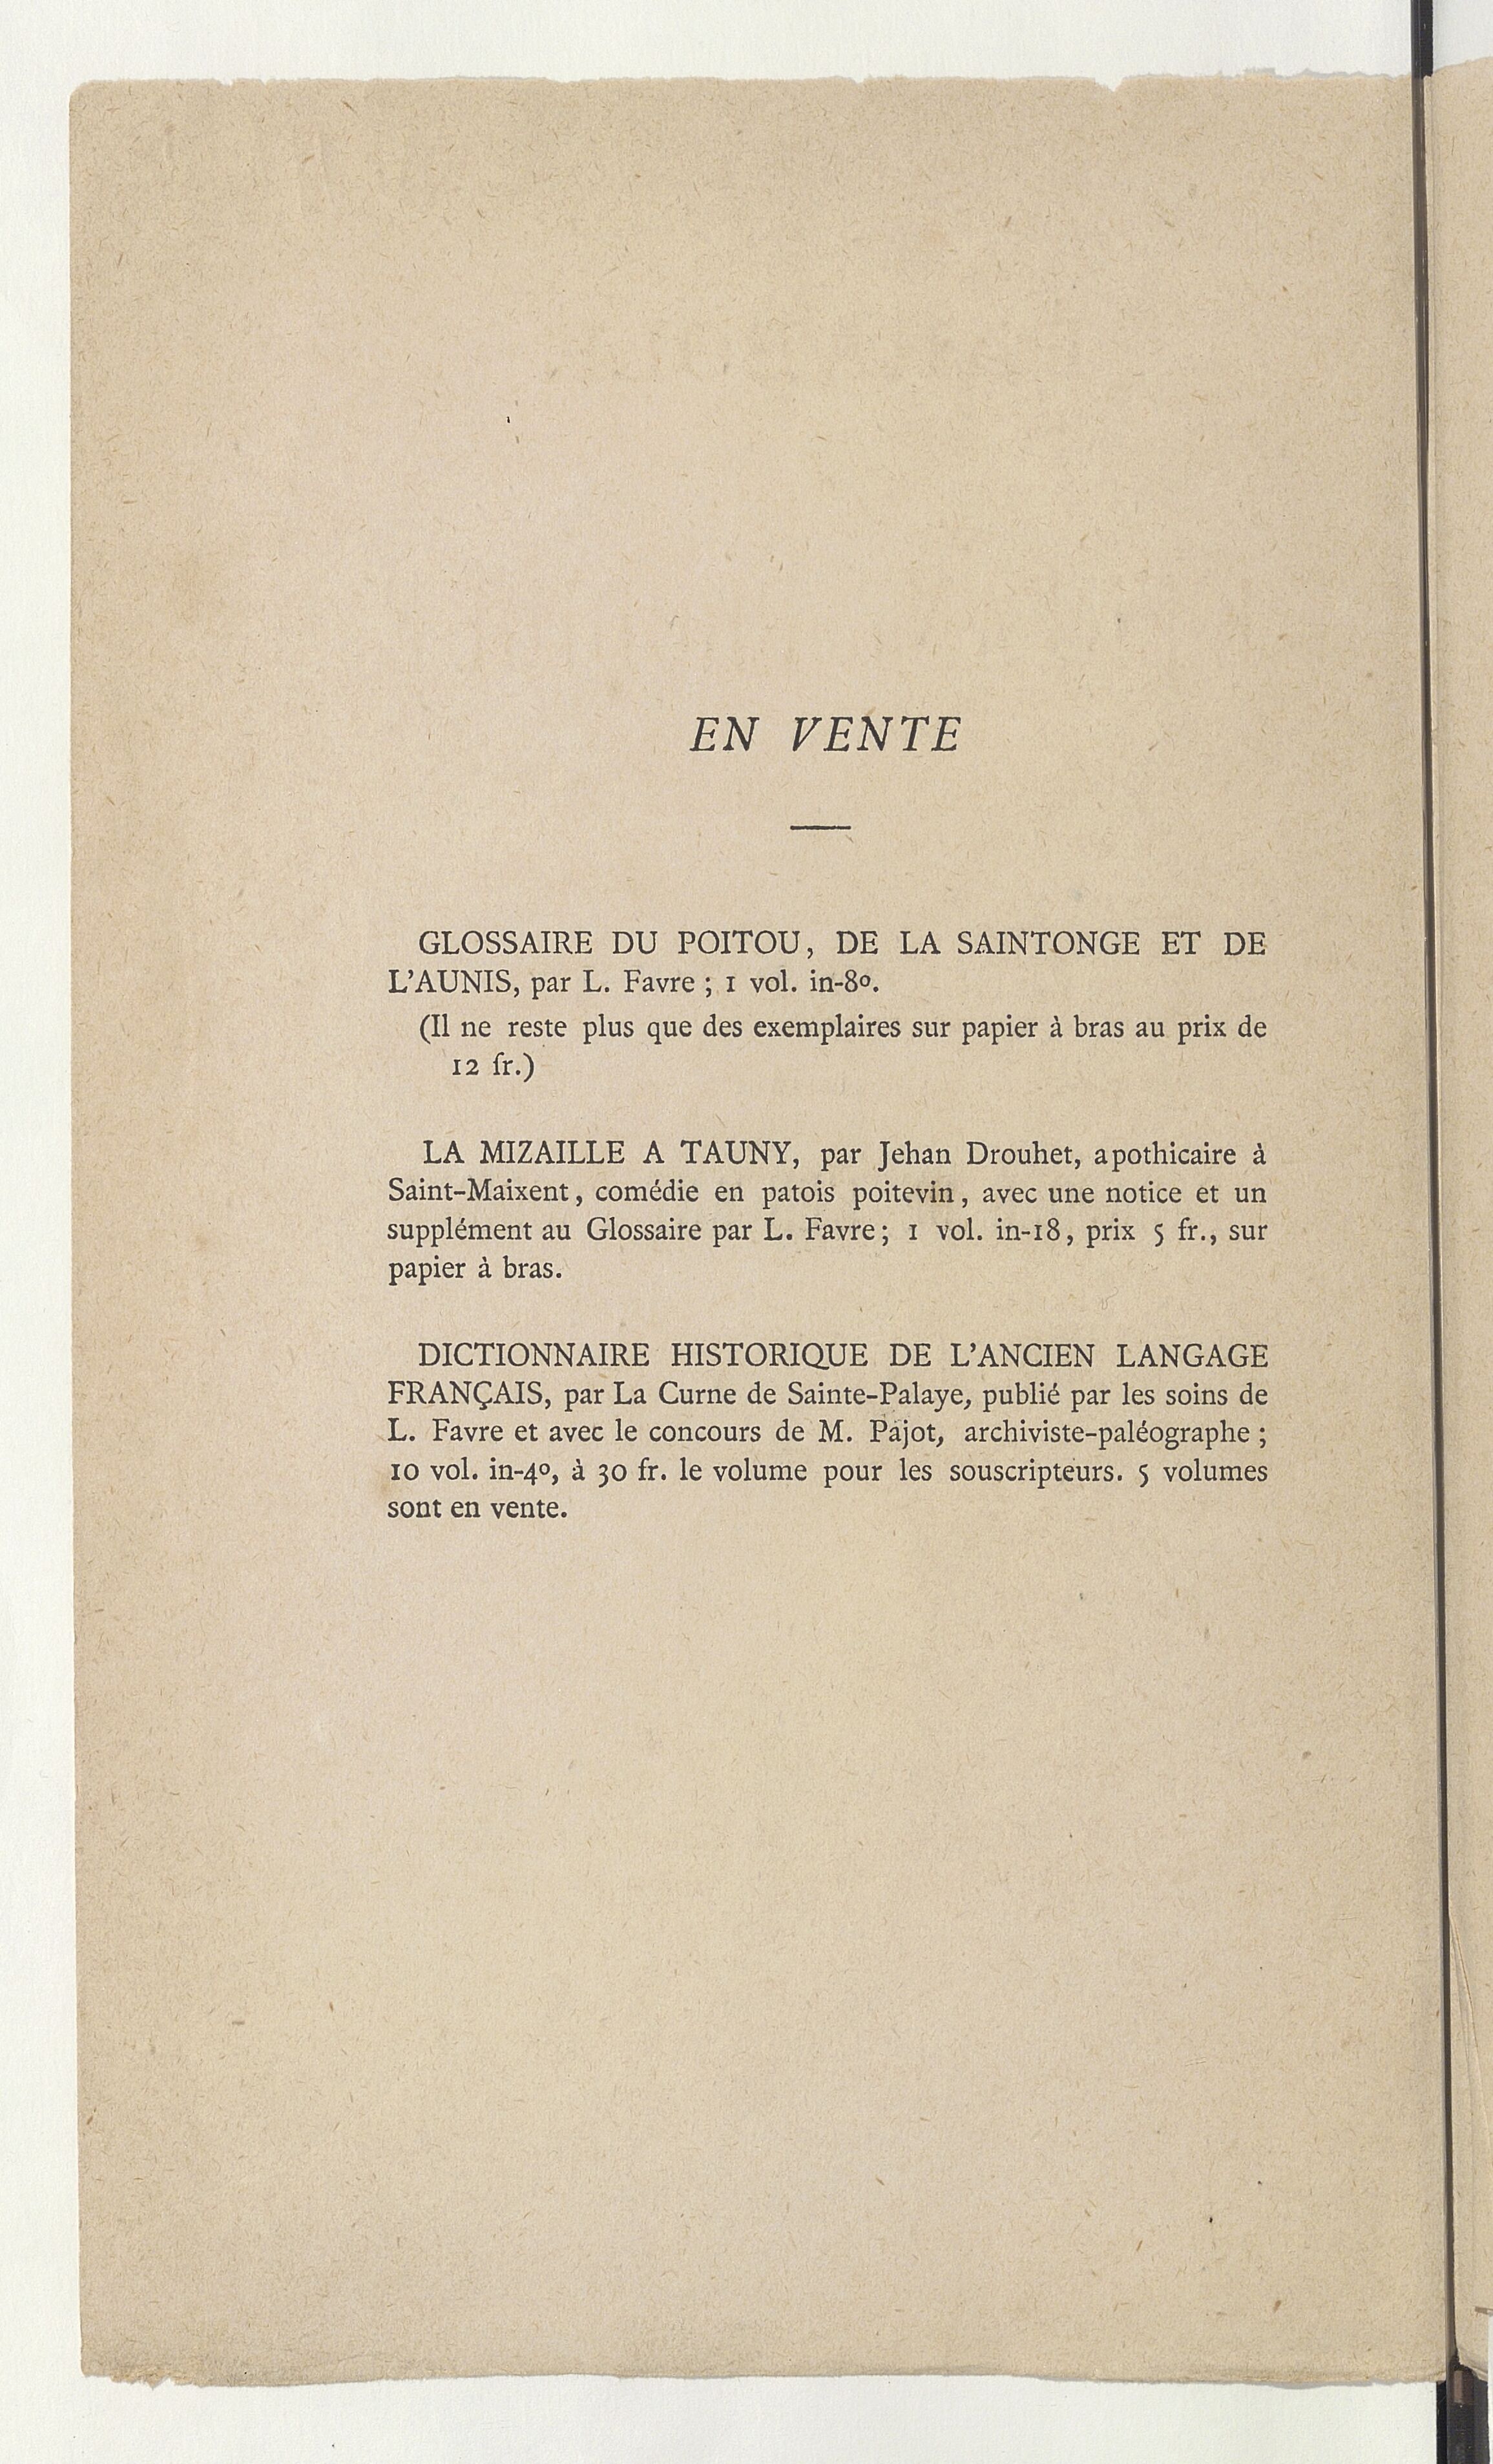 EN VENTE
GLOSSAIRE DU POITOU, DE LA SAINTONGE ET DE
L'AUNIS, par L. Favre ; 1 vol. in-8º.
(Il ne reste plus que des exemplaires sur papier à bras au prix de
12 fr.)
LA MIZAILLE A TAUNY, par Jehan Drouhet, apothicaire à
Saint-Maixent, comédie en patois poitevin, avec une notice et un
supplément au Glossaire par L. Favre ; 1 vol. in-18, prix 5 fr., sur
papier à bras.
DICTIONNAIRE HISTORIQUE DE L'ANCIEN LANGAGE
FRANÇAIS, par La Curne de Sainte-Palaye, publié par les soins de
L. Favre et avec le concours de M. Pajot, archiviste-paléographe ;
10 vol. in-4º, à 30 fr. le volume pour les souscripteurs. 5 volumes
sont en vente.